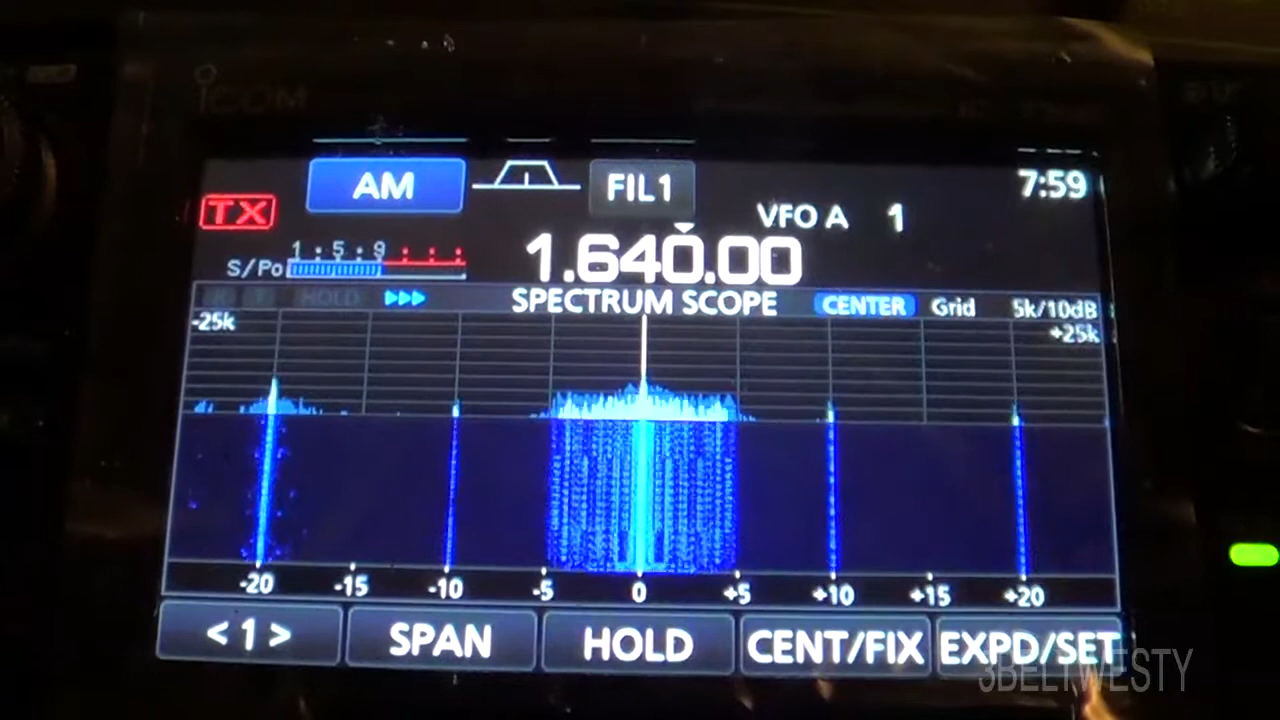 ICOM
AM FIL1 7:59
TX VFO A 1
1 5 9
S/Po 1.640.00
HOLD SPECTRUM SCOPE CENTER Grid 5k/10dB
-25k +25k
-20 -15 -10 -5 0 +5 +10 +15 +20
<1> SPAN HOLD CENT/FIX EXPD/SET
3BELTWESTY